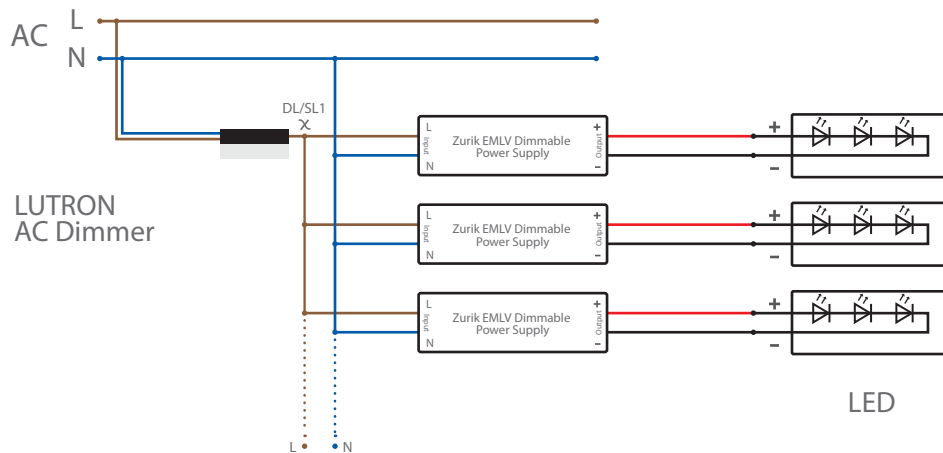 AC
L
N
DL/SL1
LUTRON
AC Dimmer
L
Input
N
Zurik EMLV Dimmable
Power Supply
+
Output
-
+
-
L
Input
N
Zurik EMLV Dimmable
Power Supply
+
Output
-
+
-
L
Input
N
Zurik EMLV Dimmable
Power Supply
+
Output
-
+
-
LED
L
N